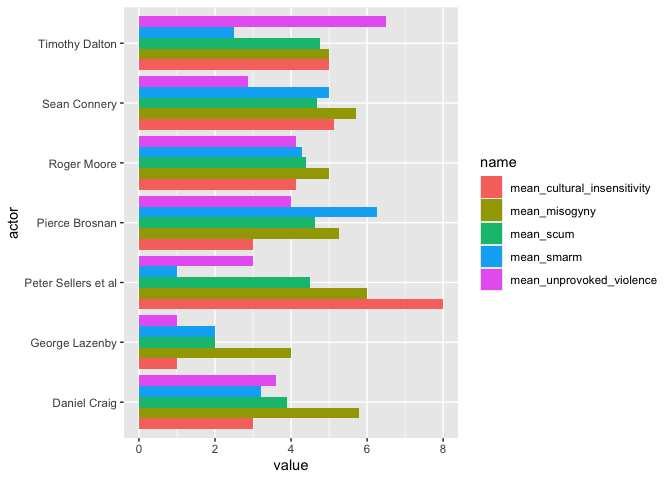 Timothy Dalton
Sean Connery
Roger Moore
Pierce Brosnan
Peter Sellers et al
George Lazenby
Daniel Craig
actor
0 2 4 6 8
value
name
mean_cultural_insensitivity
mean_misogyny
mean_scum
mean_smarm
mean_unprovoked_violence